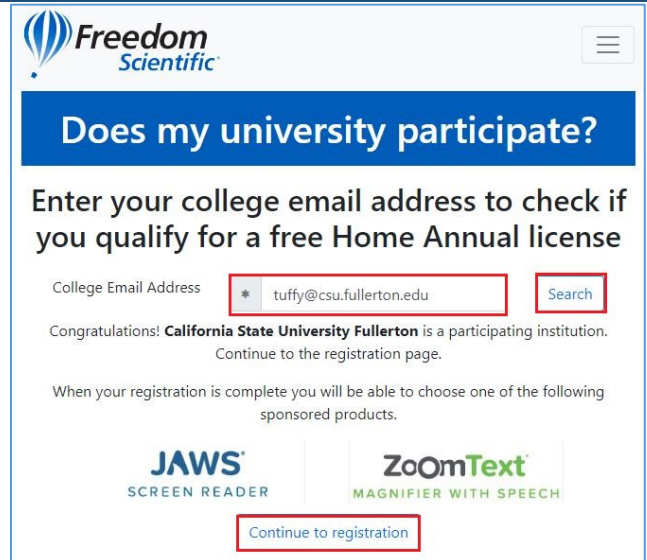 Freedom
Scientific
Does my university participate?
Enter your college email address to check if
you qualify for a free Home Annual license
College Email Address * tuffy@csu.fullerton.edu Search
Congratulations! California State University Fullerton is a participating institution.
Continue to the registration page.
When your registration is complete you will be able to choose one of the following
sponsored products.
JAWS ZoomText
SCREEN READER MAGNIFIER WITH SPEECH
Continue to registration